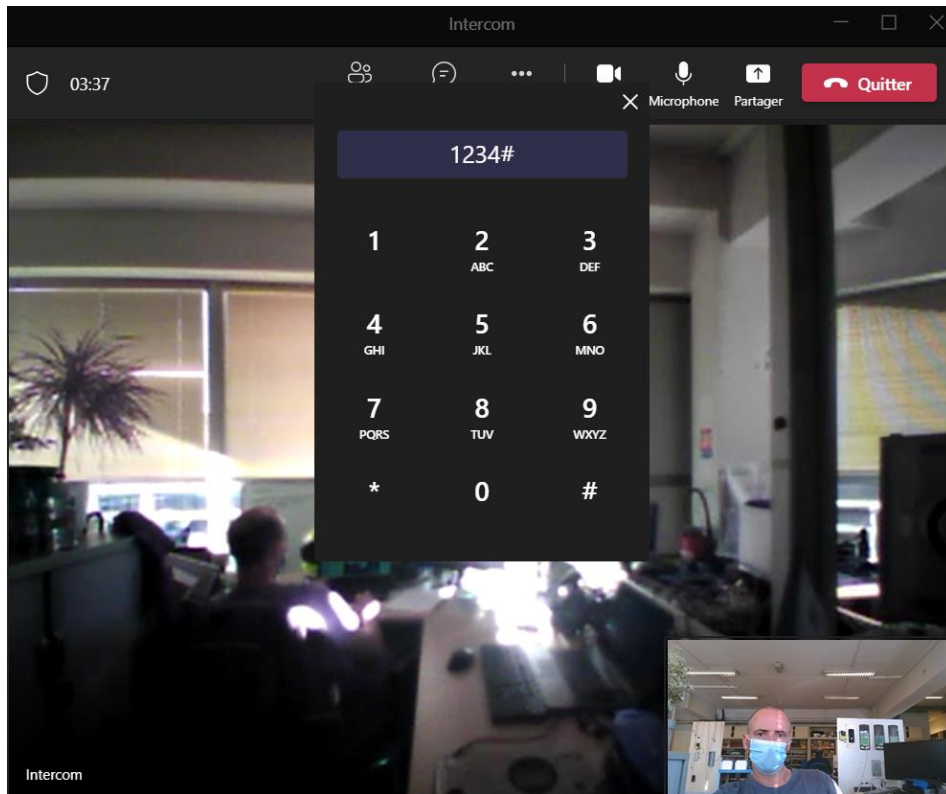 Intercom
03:37
Microphone Partager Quitter
1234#
1 2 3
ABC DEF
4 5 6
GHI JKL MNO
7 8 9
PQRS TUV WXYZ
* 0 #
Intercom